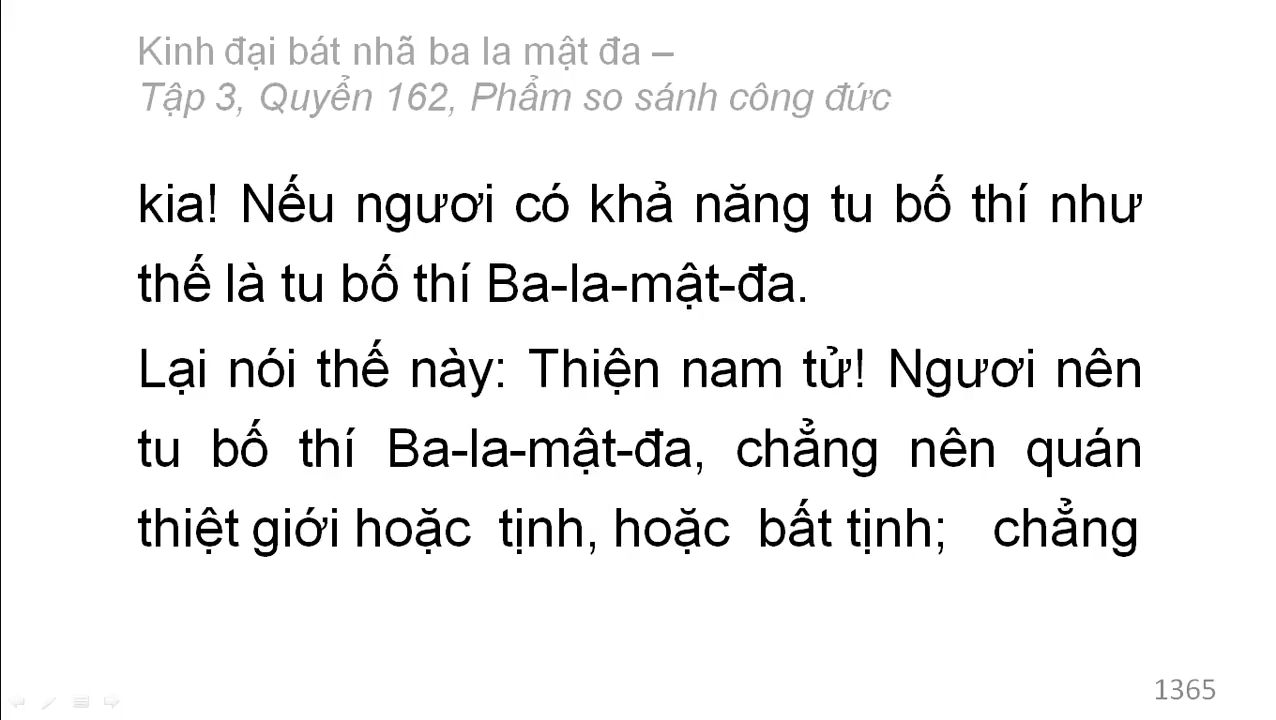 Kinh đại bát nhã ba la mật đa –
Tập 3, Quyển 162, Phẩm so sánh công đức
kia! Nếu ngươi có khả năng tu bố thí như
thế là tu bố thí Ba-la-mật-đa.
Lại nói thế này: Thiện nam tử! Ngươi nên
tu bố thí Ba-la-mật-đa, chẳng nên quán
thiệt giới hoặc tịnh, hoặc bất tịnh; chẳng
1365